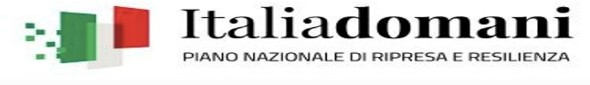 Italiadomani
PIANO NAZIONALE DI RIPRESA E RESILIENZA